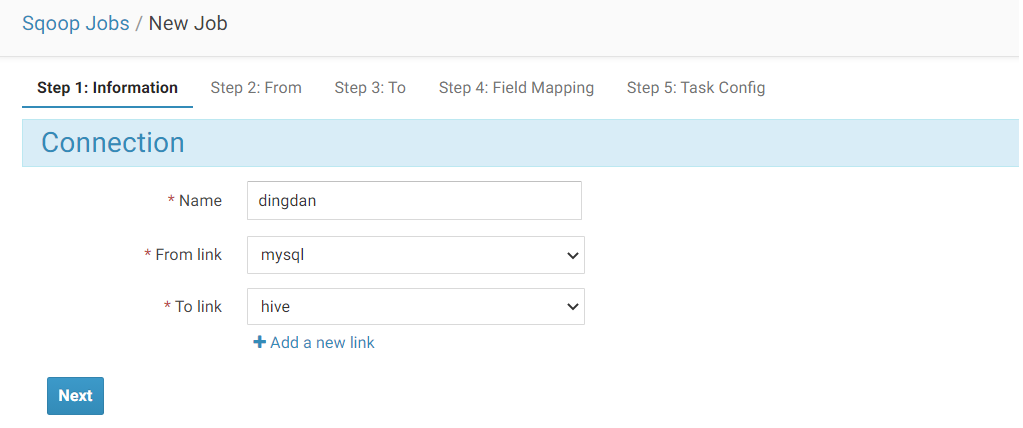 Sqoop Jobs / New Job
Step 1: Information Step 2: From Step 3: To Step 4: Field Mapping Step 5: Task Config
Connection
* Name dingdan
* From link mysql
* To link hive
+ Add a new link
Next